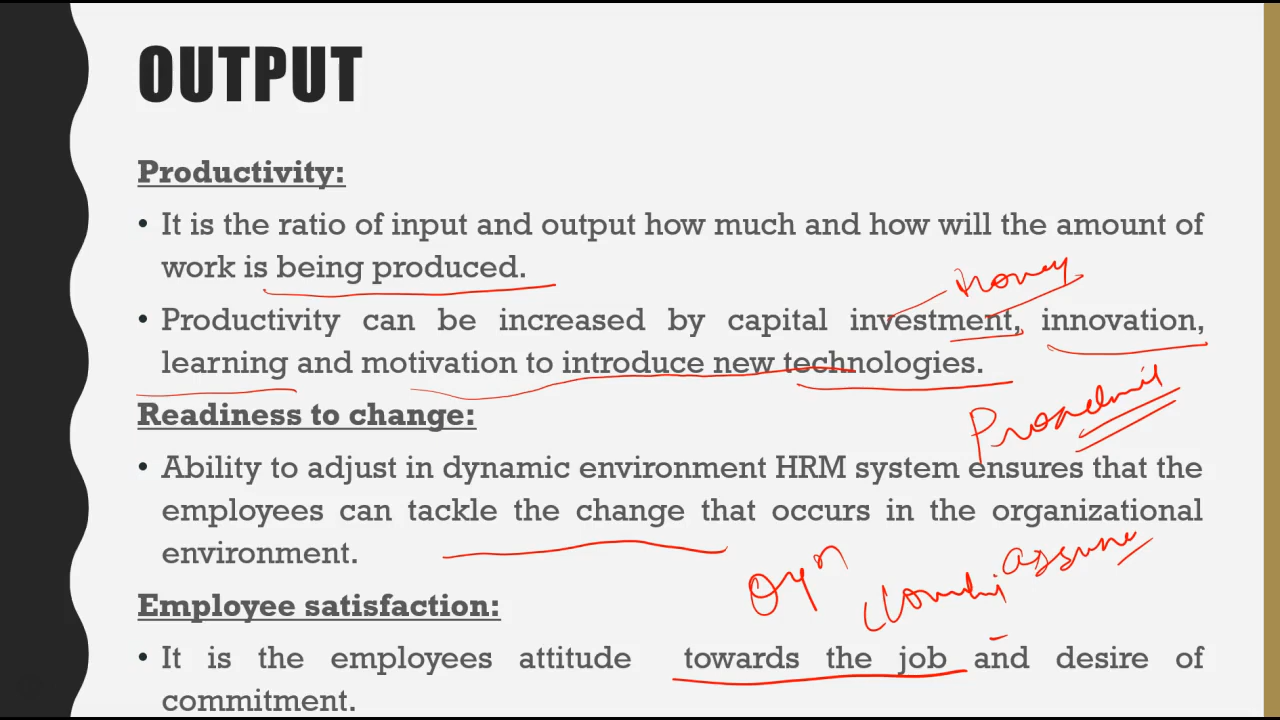 OUTPUT
Productivity:
• It is the ratio of input and output how much and how will the amount of
work is being produced.
money
• Productivity can be increased by capital investment, innovation,
learning and motivation to introduce new technologies.
Readiness to change:
• Ability to adjust in dynamic environment HRM system ensures that the
employees can tackle the change that occurs in the organizational
environment.
Employee satisfaction:
• It is the employees attitude towards the job and desire of
commitment.